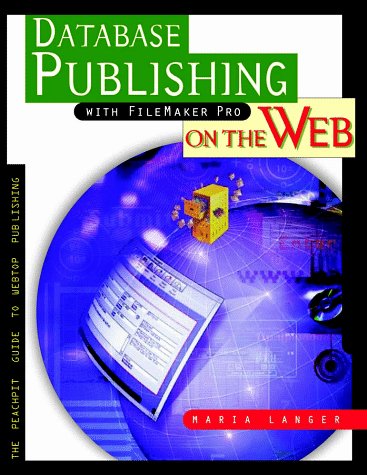 DATABASE
PUBLISHING
WITH FILEMAKER PRO
ON THE WEB
THE PEACHPIT GUIDE TO WEBTOP PUBLISHING
MARIA LANGER